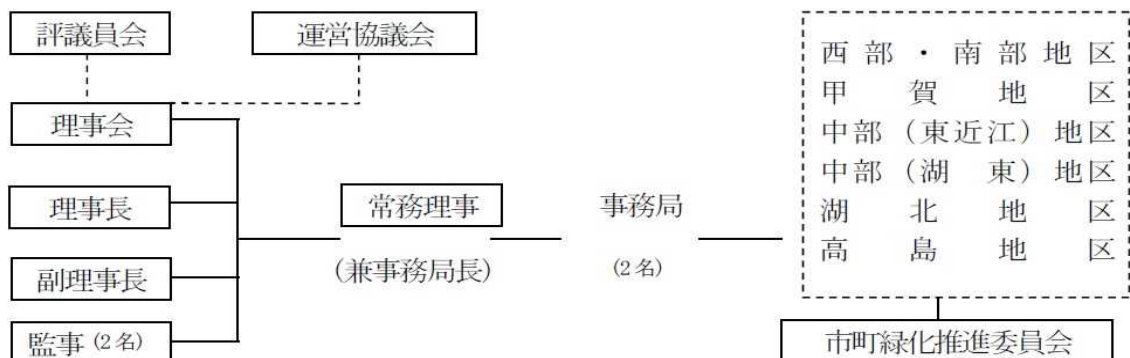 評議員会
運営協議会
理事会
理事長
副理事長
監事(2名)
常務理事
(兼事務局長)
事務局
(2名)
西部・南部地区
甲賀地区
中部(東近江)地区
中部(湖東)地区
湖北地区
高島地区
市町緑化推進委員会